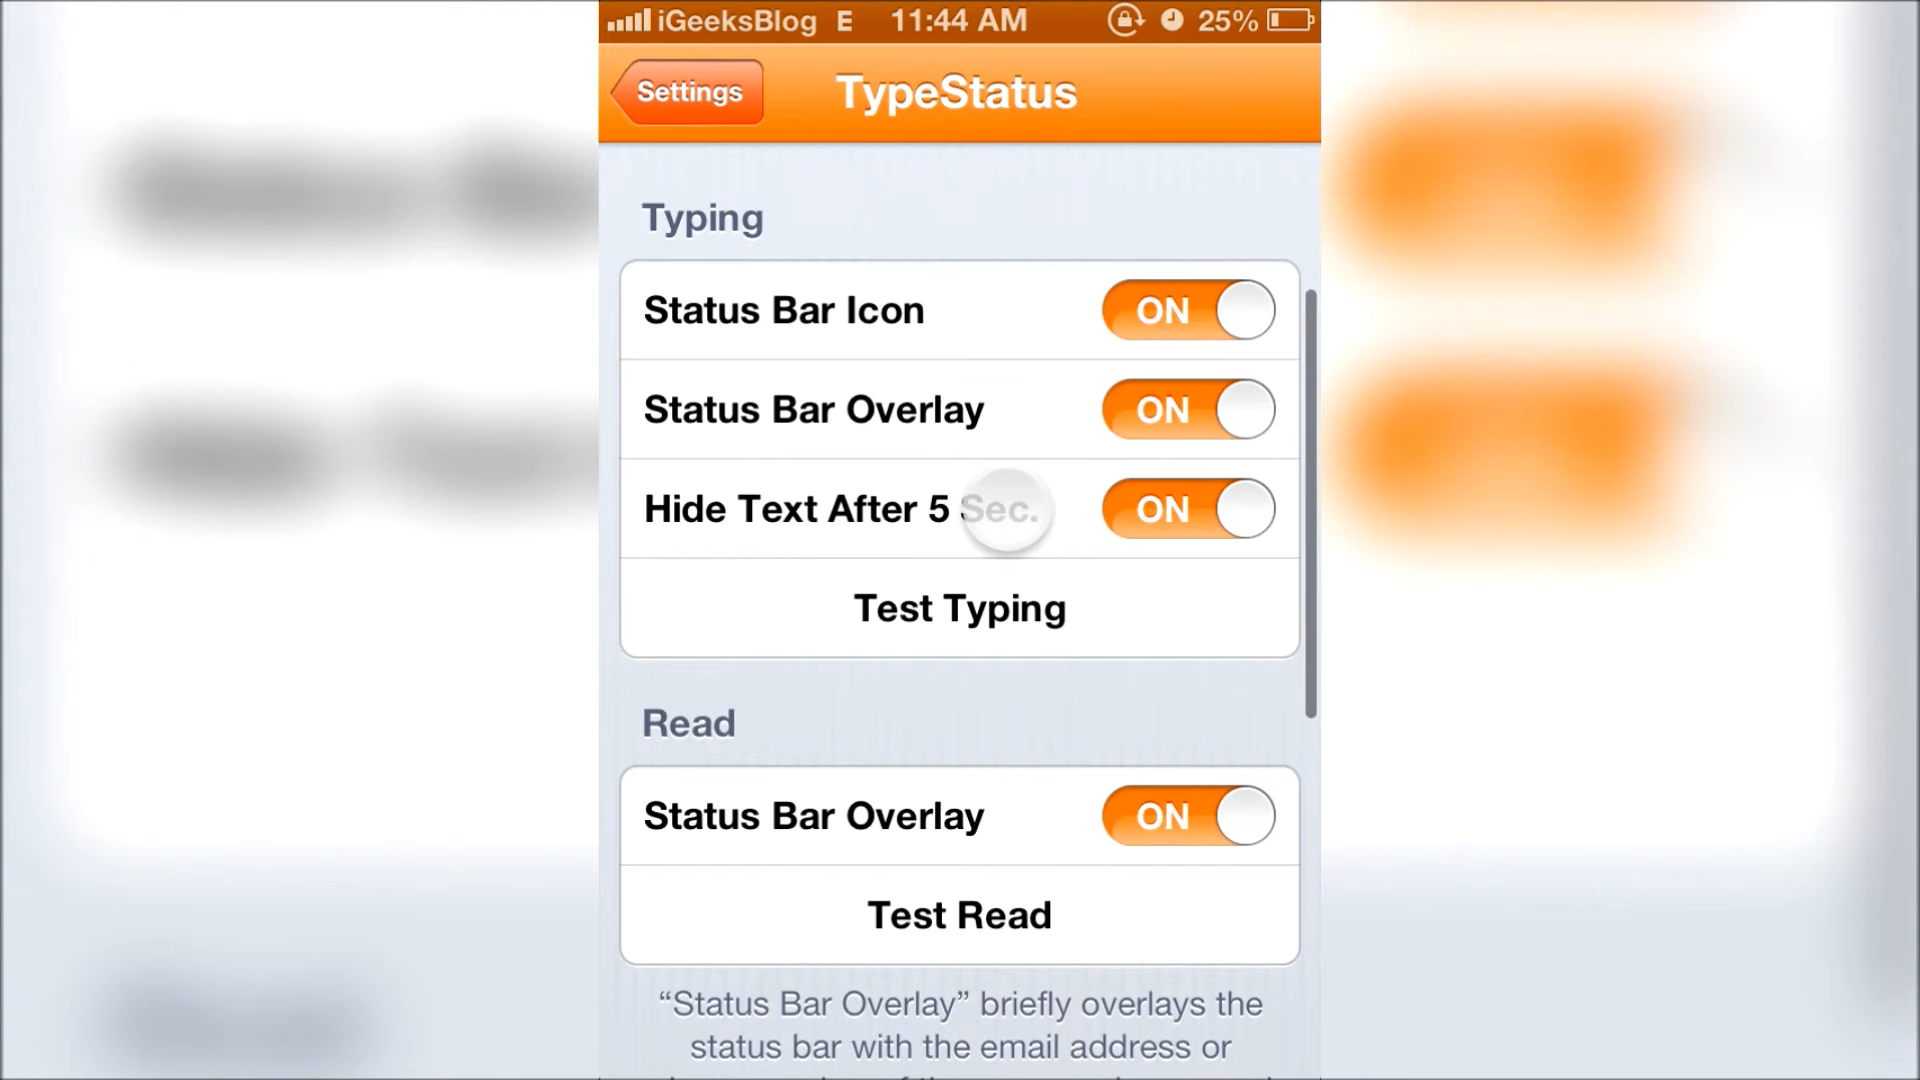 iGeeksBlog E 11:44 AM 25%
Settings TypeStatus
Typing
Status Bar Icon ON
Status Bar Overlay ON
Hide Text After 5 Sec. ON
Test Typing
Read
Status Bar Overlay ON
Test Read
“Status Bar Overlay” briefly overlays the
status bar with the email address or